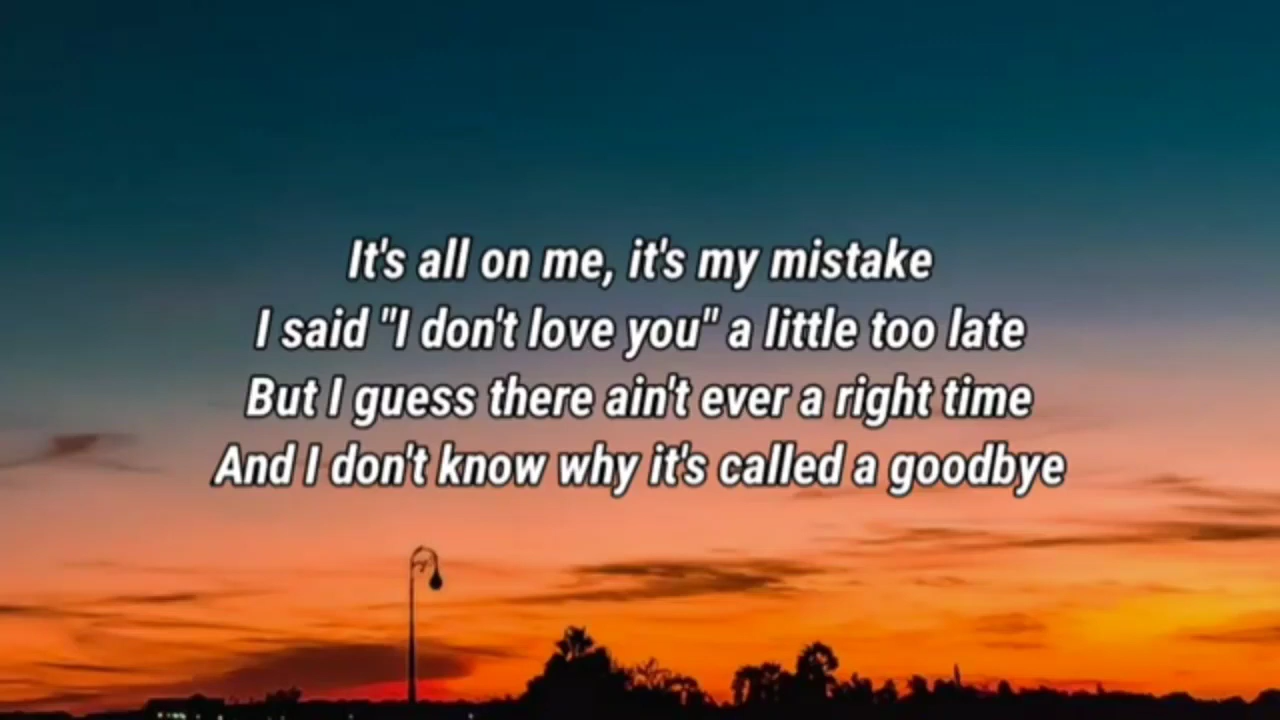 It's all on me, it's my mistake
I said "I don't love you" a little too late
But I guess there ain't ever a right time
And I don't know why it's called a goodbye